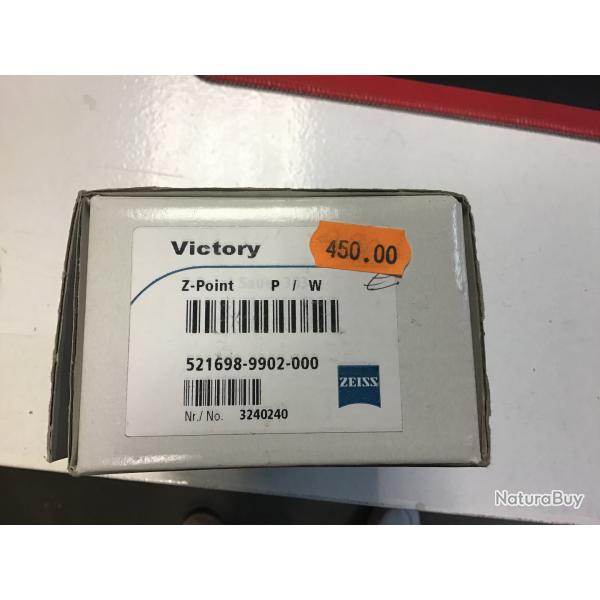 Victory
450.00
€
Z-Point P / W
521698-9902-000
ZEISS
Nr./ No. 3240240
NaturaBuy